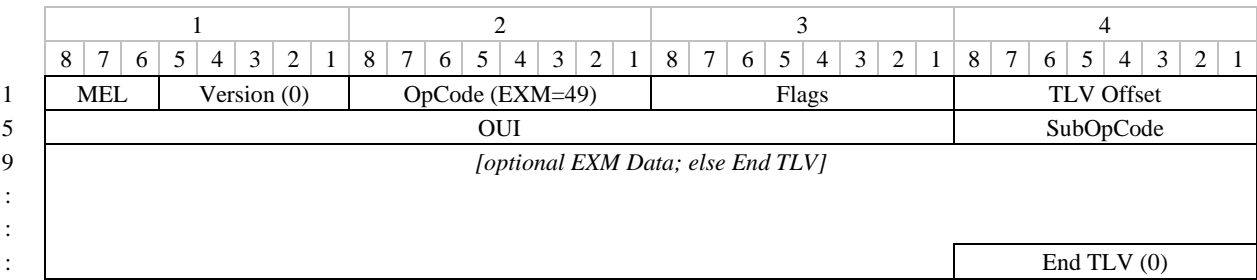 1 2 3 4
8 7 6 5 4 3 2 1 8 7 6 5 4 3 2 1 8 7 6 5 4 3 2 1 8 7 6 5 4 3 2 1
1 MEL Version (0) OpCode (EXM=49) Flags TLV Offset
5 OUI SubOpCode
9 [optional EXM Data; else End TLV]
:
:
: End TLV (0)